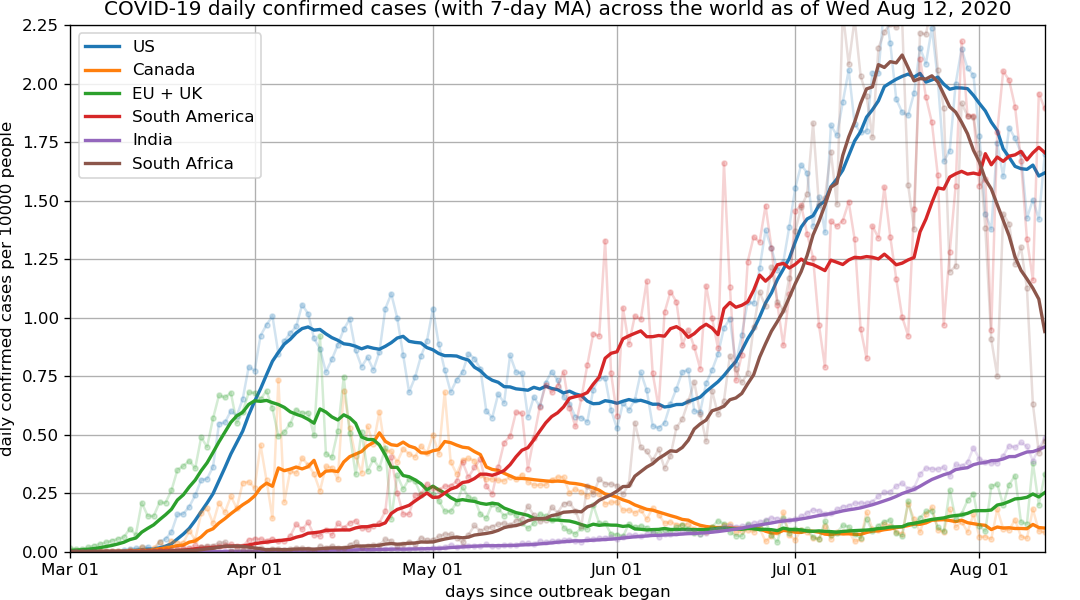 COVID-19 daily confirmed cases (with 7-day MA) across the world as of Wed Aug 12, 2020
daily confirmed cases per 10000 people
2.25
2.00
1.75
1.50
1.25
1.00
0.75
0.50
0.25
0.00
US
Canada
EU + UK
South America
India
South Africa
Mar 01
Apr 01
May 01
Jun 01
Jul 01
Aug 01
days since outbreak began